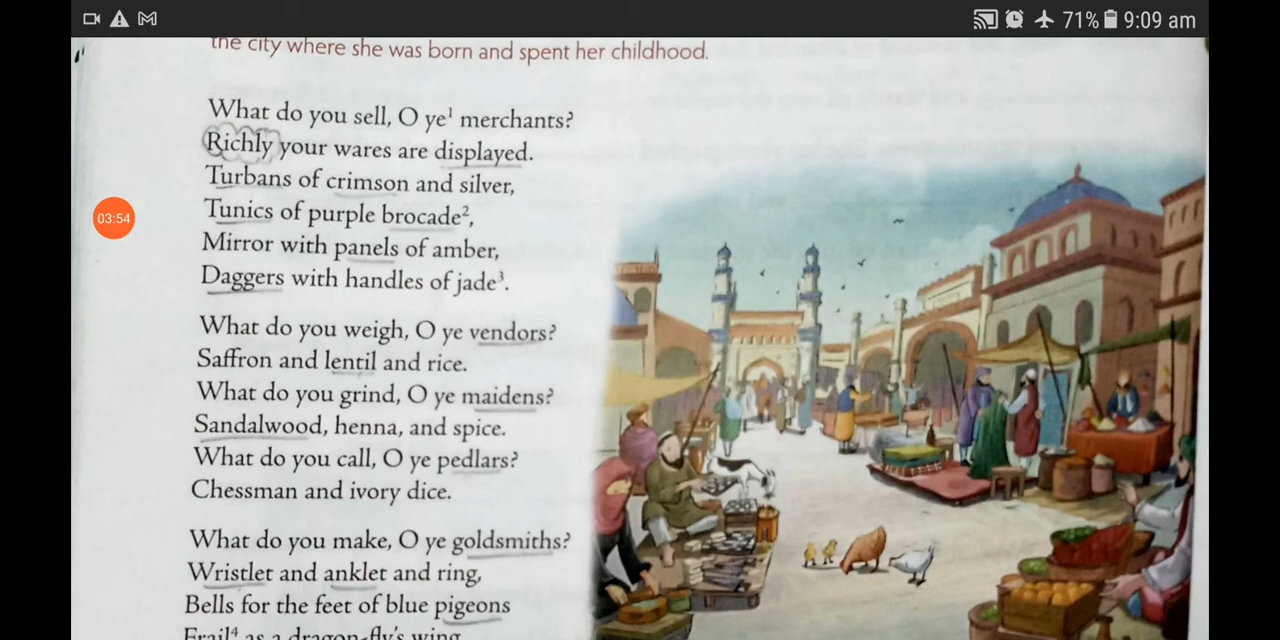 71% 9:09 am
the city where she was born and spent her childhood.
03:54
What do you sell, O ye¹ merchants?
Richly your wares are displayed.
Turbans of crimson and silver,
Tunics of purple brocade²,
Mirror with panels of amber,
Daggers with handles of jade³.
What do you weigh, O ye vendors?
Saffron and lentil and rice.
What do you grind, O ye maidens?
Sandalwood, henna, and spice.
What do you call, O ye pedlars?
Chessman and ivory dice.
What do you make, O ye goldsmiths?
Wristlet and anklet and ring,
Bells for the feet of blue pigeons
Frail⁴ as a dragon-fly's wing